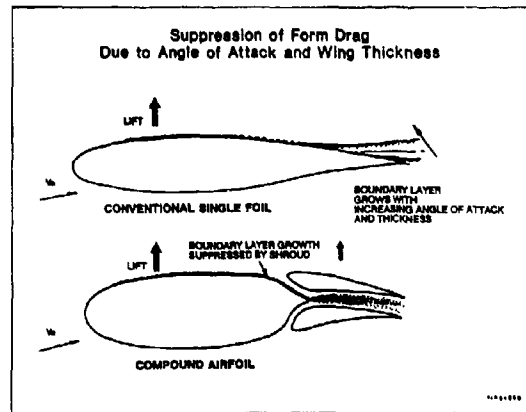 Suppression of Form Drag
Due to Angle of Attack and Wing Thickness
LIFT
CONVENTIONAL SINGLE FOIL
BOUNDARY LAYER
GROWS WITH
INCREASING ANGLE OF ATTACK
AND THICKNESS
BOUNDARY LAYER GROWTH
SUPPRESSED BY SHROUD
LIFT
COMPOUND AIRFOIL